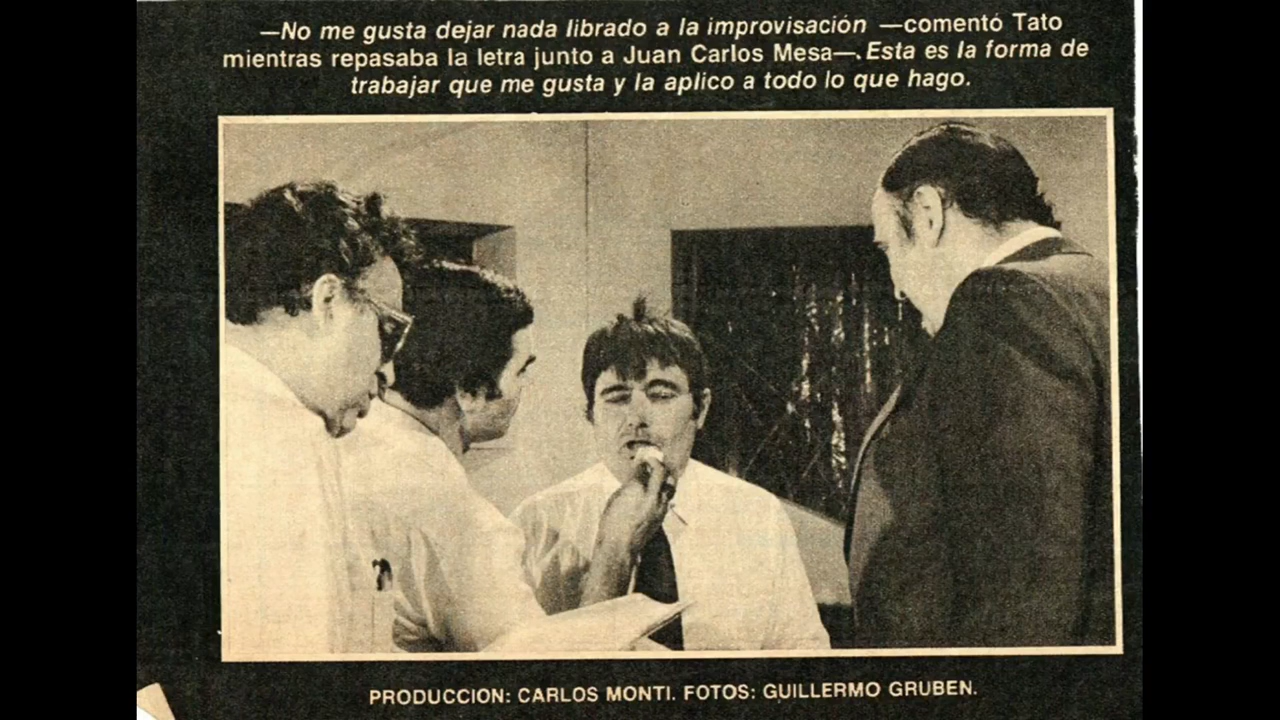 —No me gusta dejar nada librado a la improvisación —comentó Tato
mientras repasaba la letra junto a Juan Carlos Mesa—. Esta es la forma de
trabajar que me gusta y la aplico a todo lo que hago.
PRODUCCION: CARLOS MONTI. FOTOS: GUILLERMO GRUBEN.